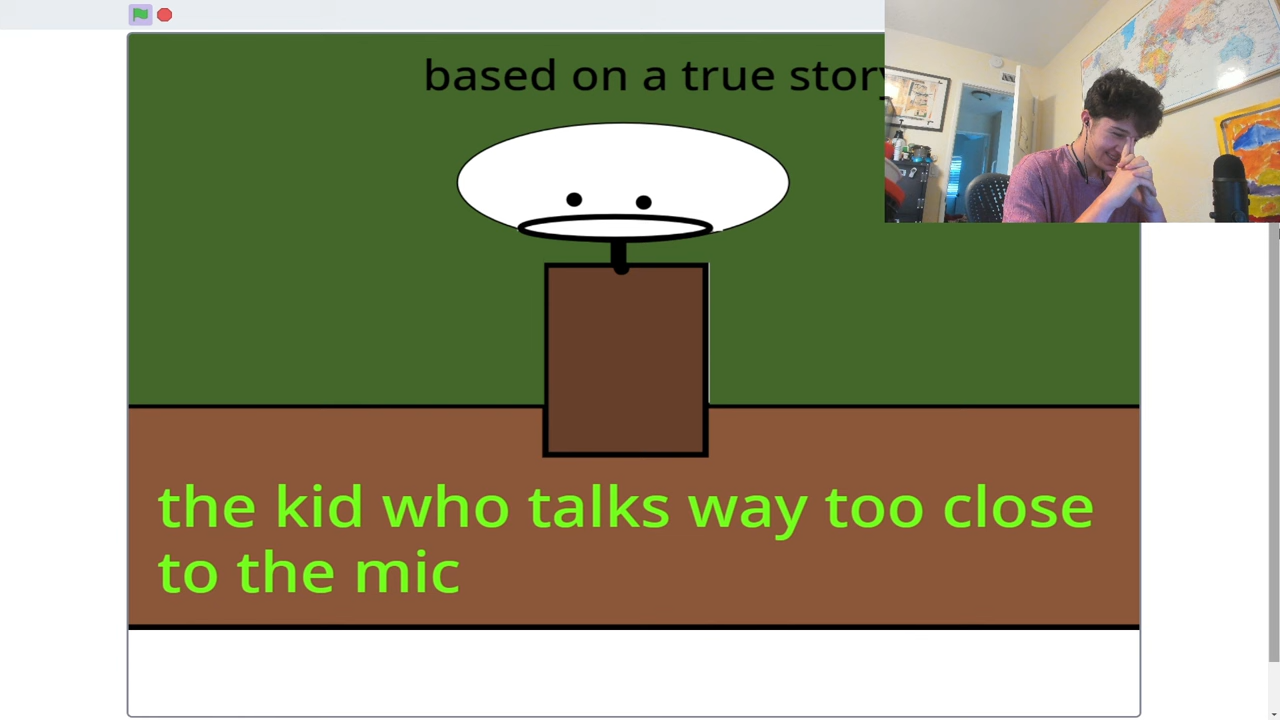 based on a true story
the kid who talks way too close
to the mic